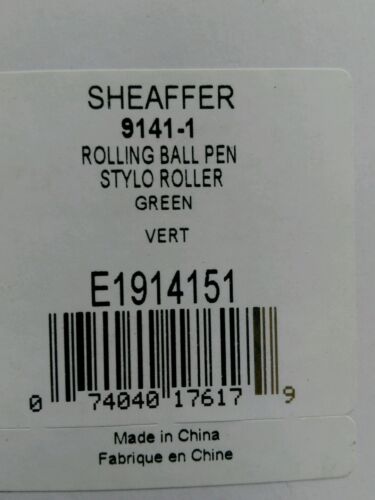 SHEAFFER
9141-1
ROLLING BALL PEN
STYLO ROLLER
GREEN
VERT
E1914151
0 74040 17617 9
Made in China
Fabrique en Chine